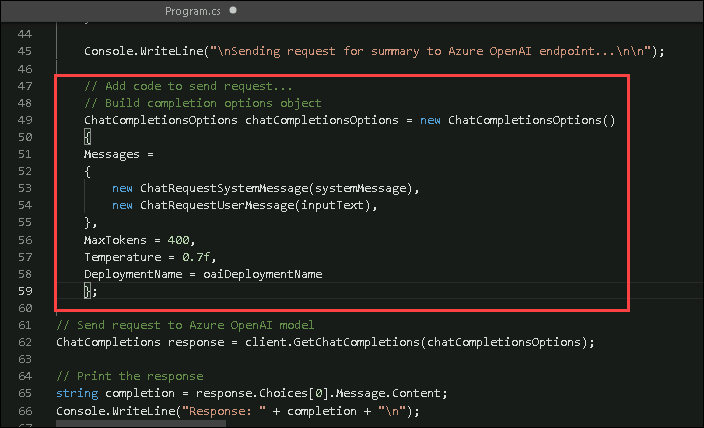 Program.cs
44
45 Console.WriteLine("\nSending request for summary to Azure OpenAI endpoint...\n\n");
46
47 // Add code to send request...
48 // Build completion options object
49 ChatCompletionsOptions chatCompletionsOptions = new ChatCompletionsOptions()
50 {
51 Messages =
52 {
53 new ChatRequestSystemMessage(systemMessage),
54 new ChatRequestUserMessage(inputText),
55 },
56 MaxTokens = 400,
57 Temperature = 0.7f,
58 DeploymentName = oaiDeploymentName
59 };
60
61 // Send request to Azure OpenAI model
62 ChatCompletions response = client.GetChatCompletions(chatCompletionsOptions);
63
64 // Print the response
65 string completion = response.Choices[0].Message.Content;
66 Console.WriteLine("Response: " + completion + "\n");
67